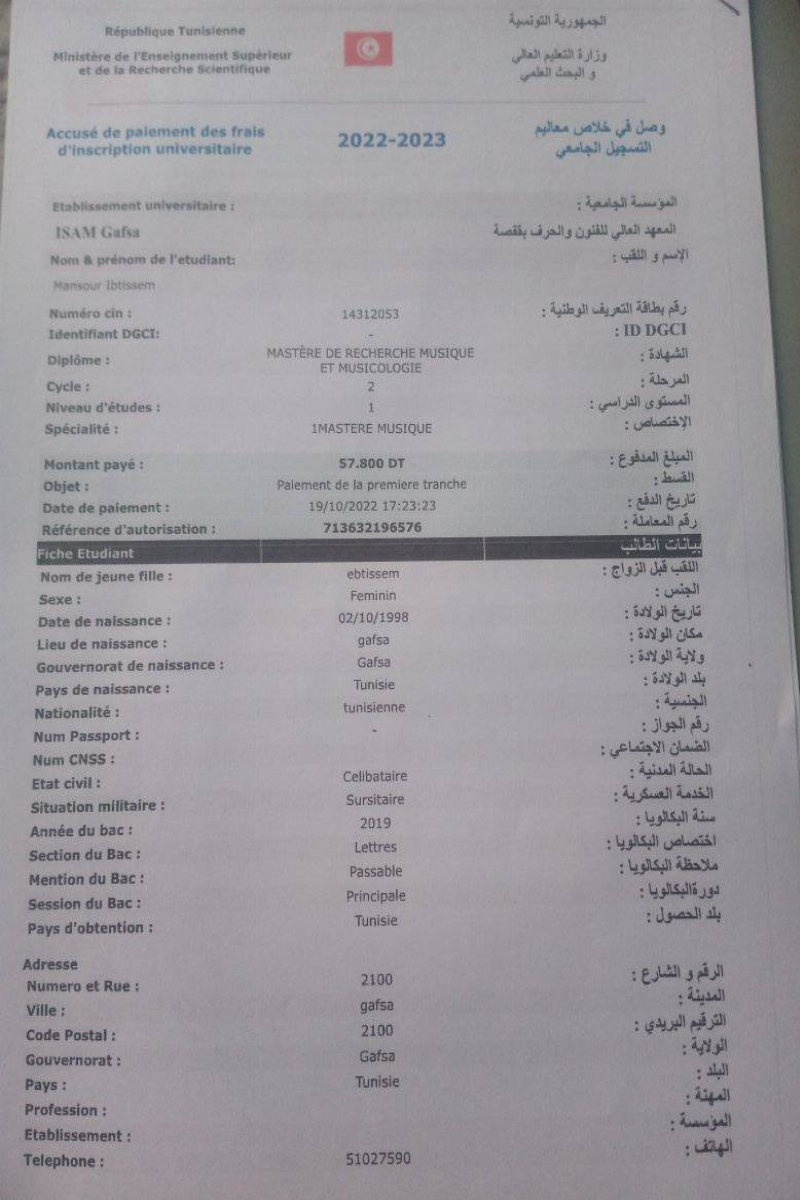 République Tunisienne
الجمهورية التونسية
Ministère de l'Enseignement Supérieur
et de la Recherche Scientifique
وزارة التعليم العالي
و البحث العلمي
Accusé de paiement des frais
d'inscription universitaire
2022-2023
وصل في خلاص معاليم
التسجيل الجامعي
Etablissement universitaire :
المؤسسة الجامعية :
ISAM Gafsa
المعهد العالي للفنون والحرف بقفصة
Nom & prénom de l'etudiant:
الإسم و اللقب :
Mansour Ibtissem
Numéro cin : 14312053 رقم بطاقة التعريف الوطنية :
Identifiant DGCI: - ID DGCI :
Diplôme : MASTÈRE DE RECHERCHE MUSIQUE
ET MUSICOLOGIE الشهادة :
Cycle : 2 المرحلة :
Niveau d'études : 1 المستوى الدراسي :
Spécialité : 1MASTERE MUSIQUE الإختصاص :
Montant payé : 57.800 DT المبلغ المدفوع :
Objet : Paiement de la premiere tranche القسط :
Date de paiement : 19/10/2022 17:23:23 تاريخ الدفع :
Référence d'autorisation : 713632196576 رقم المعاملة :
Fiche Etudiant بيانات الطالب
Nom de jeune fille : ebtissem اللقب قبل الزواج :
Sexe : Feminin الجنس :
Date de naissance : 02/10/1998 تاريخ الولادة :
Lieu de naissance : gafsa مكان الولادة :
Gouvernorat de naissance : Gafsa ولاية الولادة :
Pays de naissance : Tunisie بلد الولادة :
Nationalité : tunisienne الجنسية :
Num Passport : - رقم الجواز :
Num CNSS : الضمان الاجتماعي :
Etat civil : Celibataire الحالة المدنية :
Situation militaire : Sursitaire الخدمة العسكرية :
Année du bac : 2019 سنة البكالويا :
Section du Bac : Lettres اختصاص البكالويا :
Mention du Bac : Passable ملاحظة البكالويا :
Session du Bac : Principale دورةالبكالويا :
Pays d'obtention : Tunisie بلد الحصول :
Adresse
Numero et Rue : 2100 الرقم و الشارع :
Ville : gafsa المدينة :
Code Postal : 2100 الترقيم البريدي :
Gouvernorat : Gafsa الولاية :
Pays : Tunisie البلد :
Profession : المهنة :
Etablissement : المؤسسة :
Telephone : 51027590 الهاتف :